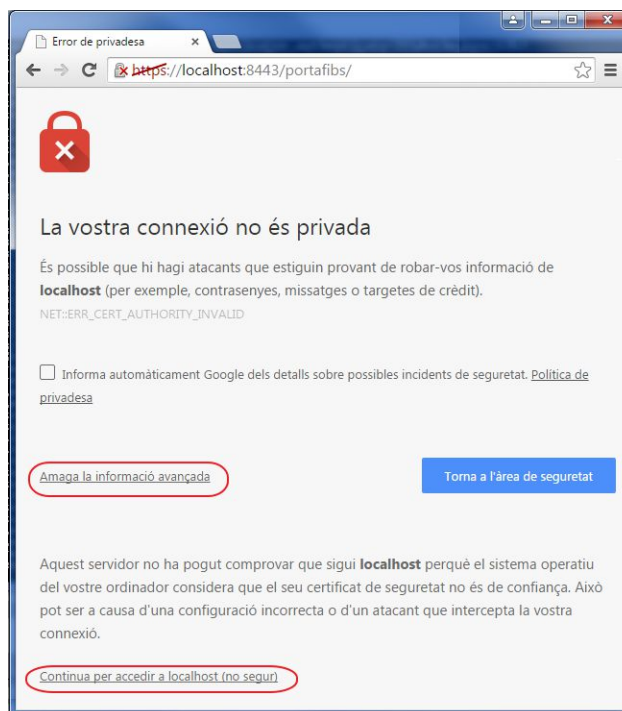 Error de privadesa
https://localhost:8443/portafibs/
La vostra connexió no és privada
És possible que hi hagi atacants que estiguin provant de robar-vos informació de
localhost (per exemple, contrasenyes, missatges o targetes de crèdit).
NET::ERR_CERT_AUTHORITY_INVALID
Informa automàticament Google dels detalls sobre possibles incidents de seguretat. Política de
privadesa
Amaga la informació avançada
Torna a l'àrea de seguretat
Aquest servidor no ha pogut comprovar que sigui localhost perquè el sistema operatiu
del vostre ordinador considera que el seu certificat de seguretat no és de confiança. Això
pot ser a causa d'una configuració incorrecta o d'un atacant que intercepta la vostra
connexió.
Continua per accedir a localhost (no segur)